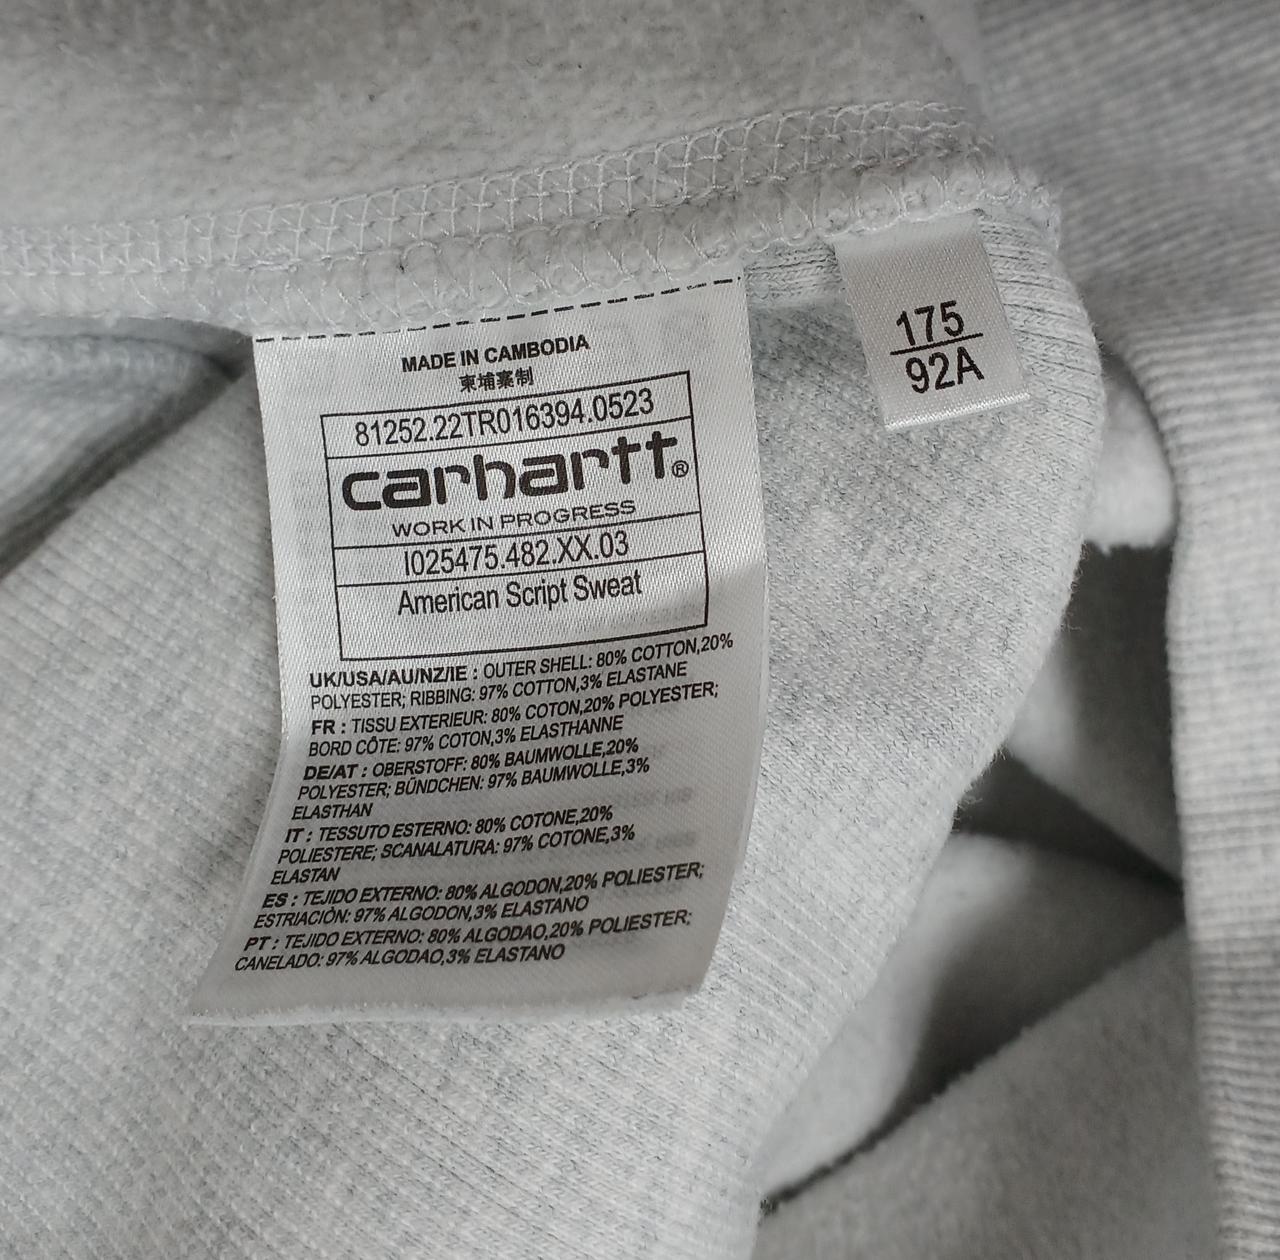 MADE IN CAMBODIA
柬埔寨制
81252.22TR016394.0523
carhartt®
WORK IN PROGRESS
I025475.482.XX.03
American Script Sweat
UK/USA/AU/NZ/IE : OUTER SHELL: 80% COTTON,20%
POLYESTER; RIBBING: 97% COTTON,3% ELASTANE
FR : TISSU EXTERIEUR: 80% COTON,20% POLYESTER;
BORD CÔTE: 97% COTON,3% ELASTHANNE
DE/AT : OBERSTOFF: 80% BAUMWOLLE,20%
POLYESTER; BÜNDCHEN: 97% BAUMWOLLE,3%
ELASTHAN
IT : TESSUTO ESTERNO: 80% COTONE,20%
POLIESTERE; SCANALATURA: 97% COTONE,3%
ELASTAN
ES : TEJIDO EXTERNO: 80% ALGODON,20% POLIESTER;
ESTRIACIÓN: 97% ALGODON,3% ELASTANO
PT : TEJIDO EXTERNO: 80% ALGODAO,20% POLIESTER;
CANELADO: 97% ALGODAO,3% ELASTANO
175
92A